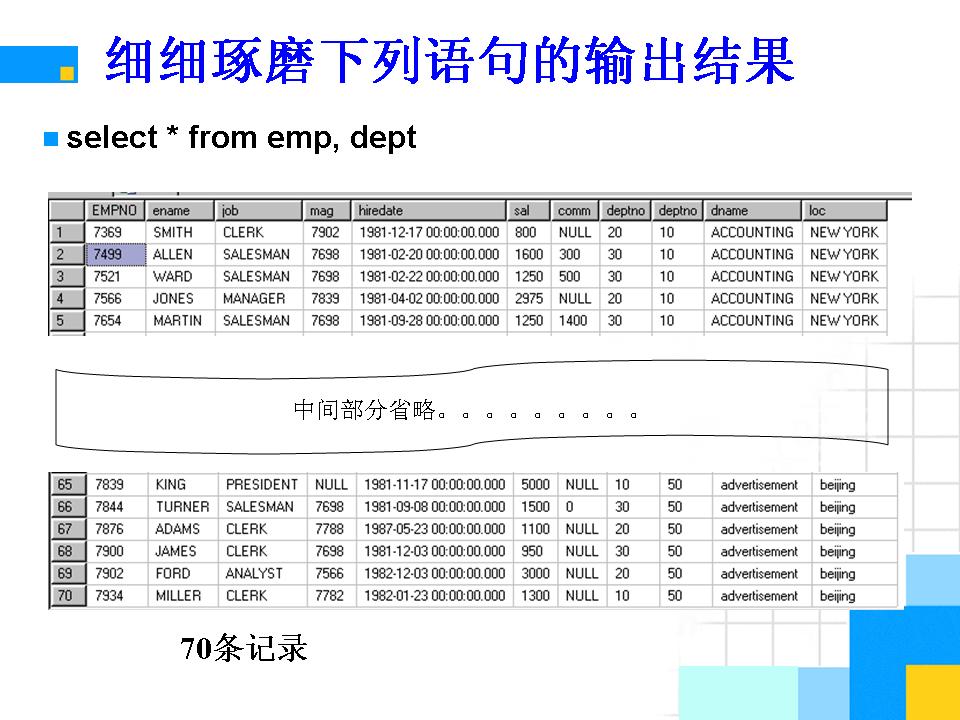 细细琢磨下列语句的输出结果
select * from emp, dept
EMPNO ename job mag hiredate sal comm deptno deptno dname loc
1 7369 SMITH CLERK 7902 1981-12-17 00:00:00.000 800 NULL 20 10 ACCOUNTING NEW YORK
2 7499 ALLEN SALESMAN 7698 1981-02-20 00:00:00.000 1600 300 30 10 ACCOUNTING NEW YORK
3 7521 WARD SALESMAN 7698 1981-02-22 00:00:00.000 1250 500 30 10 ACCOUNTING NEW YORK
4 7566 JONES MANAGER 7839 1981-04-02 00:00:00.000 2975 NULL 20 10 ACCOUNTING NEW YORK
5 7654 MARTIN SALESMAN 7698 1981-09-28 00:00:00.000 1250 1400 30 10 ACCOUNTING NEW YORK
中间部分省略。。。。。。。。。
65 7839 KING PRESIDENT NULL 1981-11-17 00:00:00.000 5000 NULL 10 50 advertisement beijing
66 7844 TURNER SALESMAN 7698 1981-09-08 00:00:00.000 1500 0 30 50 advertisement beijing
67 7876 ADAMS CLERK 7788 1987-05-23 00:00:00.000 1100 NULL 20 50 advertisement beijing
68 7900 JAMES CLERK 7698 1981-12-03 00:00:00.000 950 NULL 30 50 advertisement beijing
69 7902 FORD ANALYST 7566 1982-12-03 00:00:00.000 3000 NULL 20 50 advertisement beijing
70 7934 MILLER CLERK 7782 1982-01-23 00:00:00.000 1300 NULL 10 50 advertisement beijing
70条记录